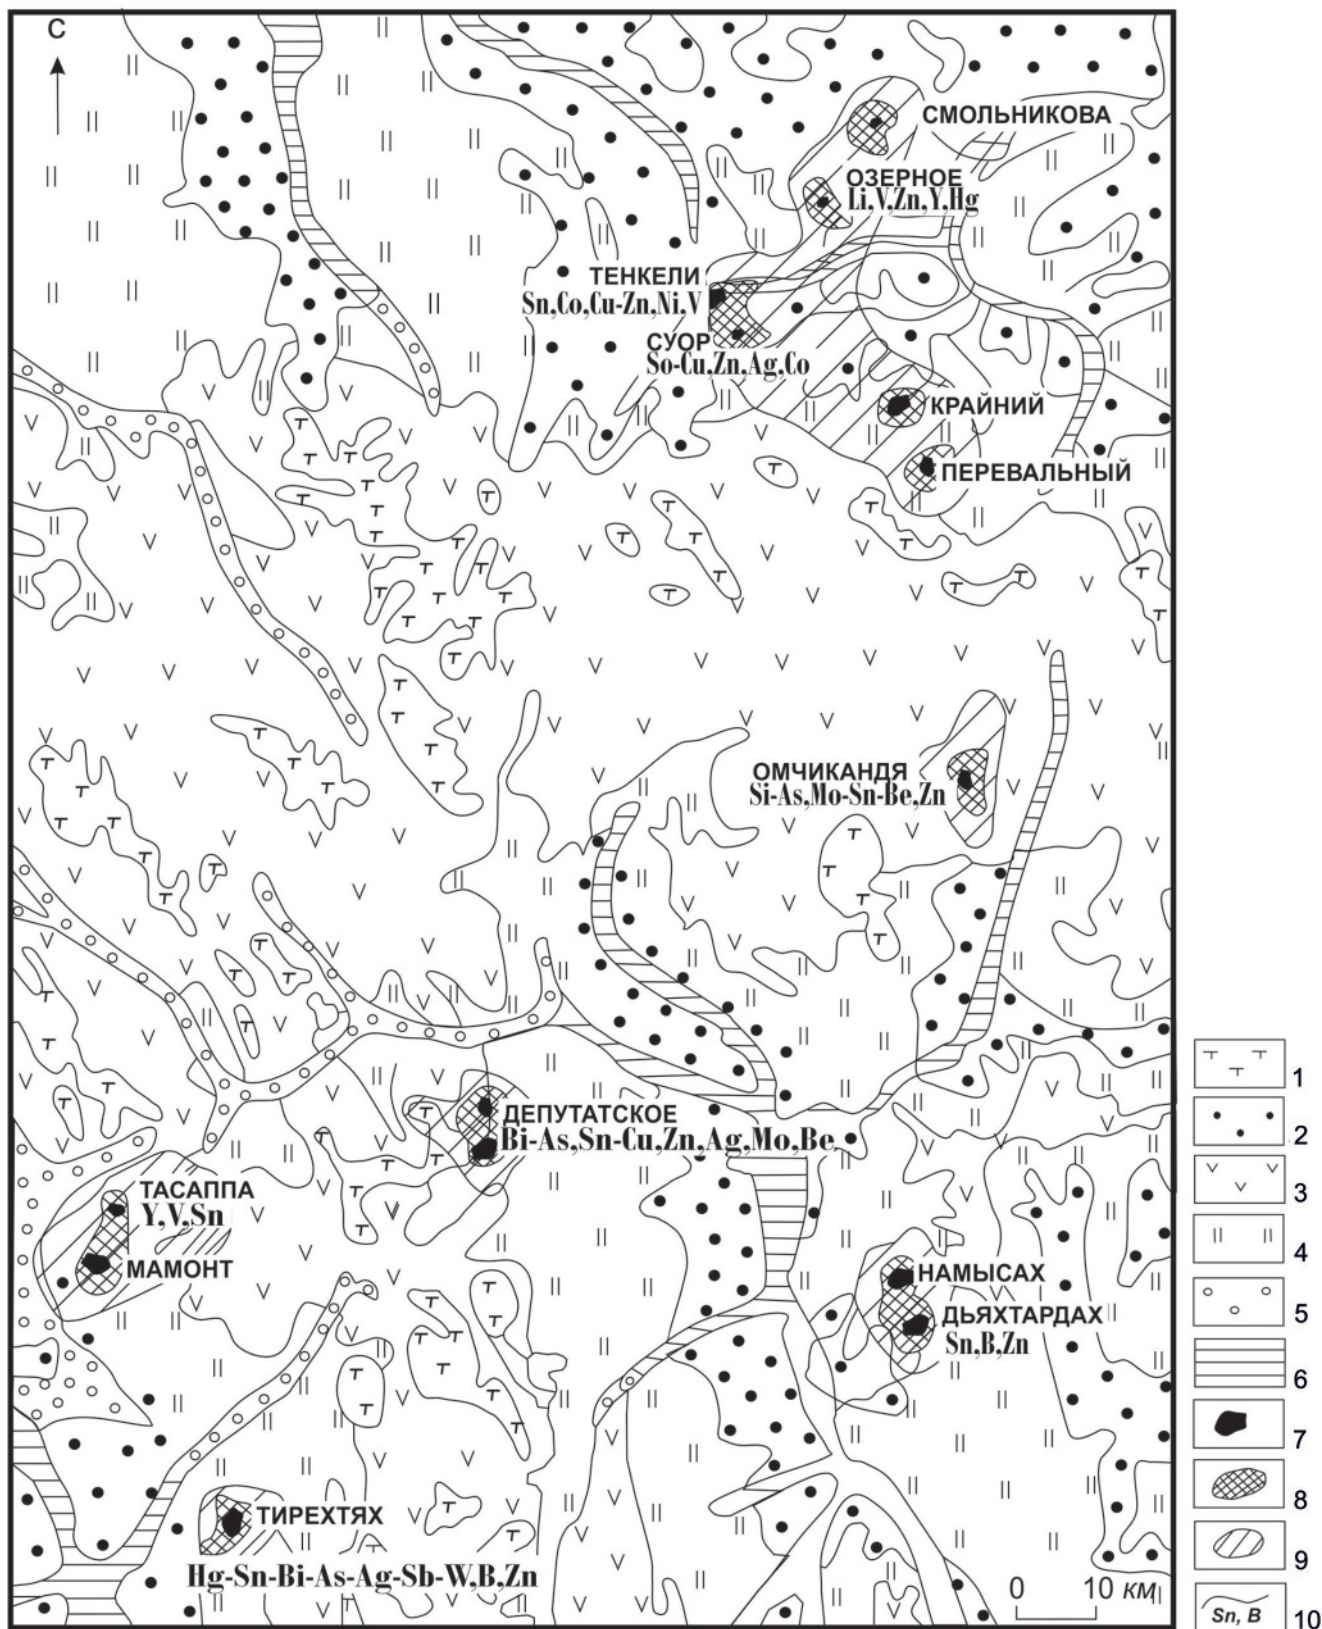 С
СМОЛЬНИКОВА
ОЗЕРНОЕ
Li,V,Zn,Y,Hg
ТЕНКЕЛИ
Sn,Co,Cu-Zn,Ni,V
СУОР
So-Cu,Zn,Ag,Co
КРАЙНИЙ
ПЕРЕВАЛЬНЫЙ
ОМЧИКАНДЯ
Si-As,Mo-Sn-Be,Zn
ДЕПУТАТСКОЕ
Bi-As,Sn-Cu,Zn,Ag,Mo,Be
ТАСАППА
Y,V,Sn
МАМОНТ
НАМЫСАХ
ДЬЯХТАРДАХ
Sn,B,Zn
ТИРЕХТЯХ
Hg-Sn-Bi-As-Ag-Sb-W,B,Zn
0 10 км
1
2
3
4
5
6
7
8
9
Sn, B 10